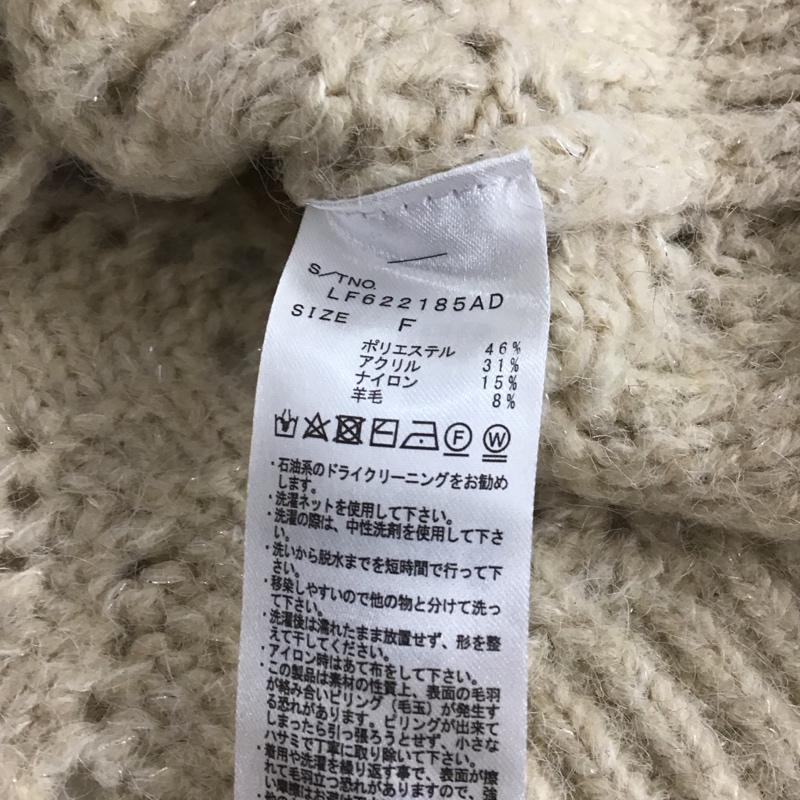 S/TNO.
LF622185AD
SIZE F
ポリエステル 46%
アクリル 31%
ナイロン 15%
羊毛 8%
F W
・石油系のドライクリーニングをお勧め
します。
・洗濯ネットを使用して下さい。
・洗濯の際は、中性洗剤を使用して下さ
い。
・洗いから脱水までを短時間で行って下
さい。
・移染しやすいので他の物と分けて洗っ
て下さい。
・洗濯後は濡れたまま放置せず、形を整
えて干してください。
・アイロン時はあて布をして下さい。
・この製品は素材の性質上、表面の毛羽
が絡み合いピリング（毛玉）が発生す
る恐れがあります。ピリングが出来て
しまったら引っ張ろうとせず、小さな
ハサミで丁寧に取り除いて下さい。
・着用や洗濯を繰り返す事で、表面が擦
れて毛羽立つ恐れがありますので、強
い摩擦はお避け下